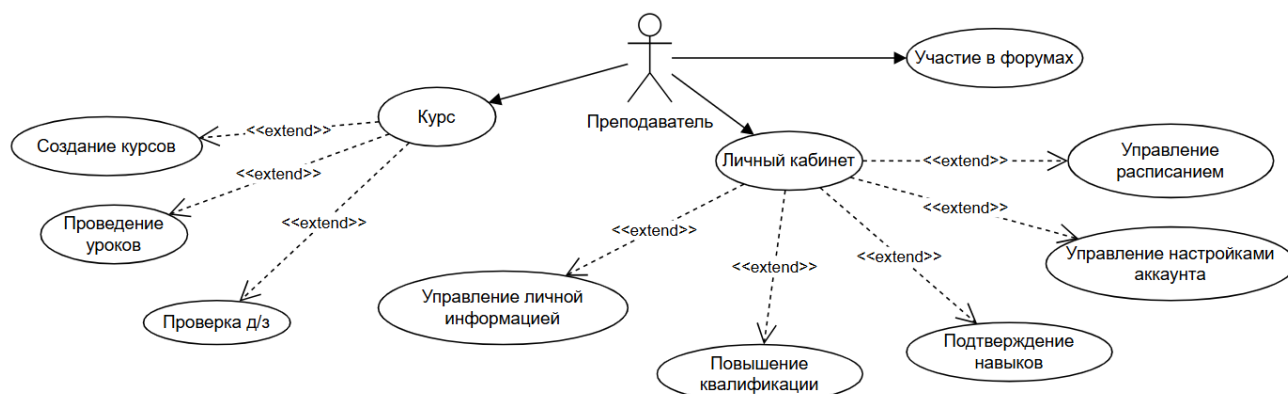 Участие в форумах
Курс
Преподаватель
<<extend>>
Создание курсов
Личный кабинет
<<extend>>
Управление
расписанием
<<extend>>
<<extend>>
Проведение
уроков
<<extend>>
<<extend>>
Управление настройками
аккаунта
<<extend>>
<<extend>>
Управление личной
информацией
Проверка д/з
Подтверждение
навыков
Повышение
квалификации